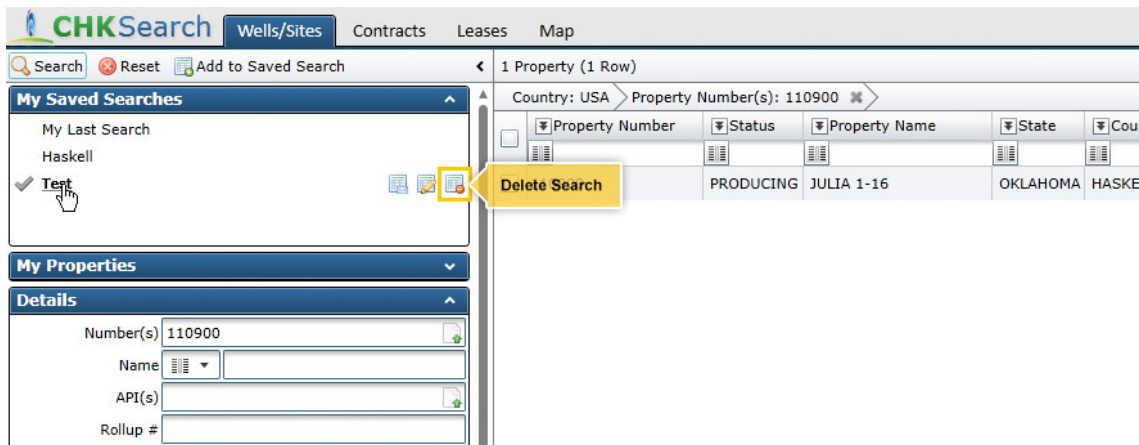 CHKSearch Wells/Sites Contracts Leases Map
Search Reset Add to Saved Search
1 Property (1 Row)
My Saved Searches
My Last Search
Haskell
Test
Delete Search
Country: USA Property Number(s): 110900
Property Number Status Property Name State Cou
PRODUCING JULIA 1-16 OKLAHOMA HASKE
My Properties
Details
Number(s) 110900
Name
API(s)
Rollup #